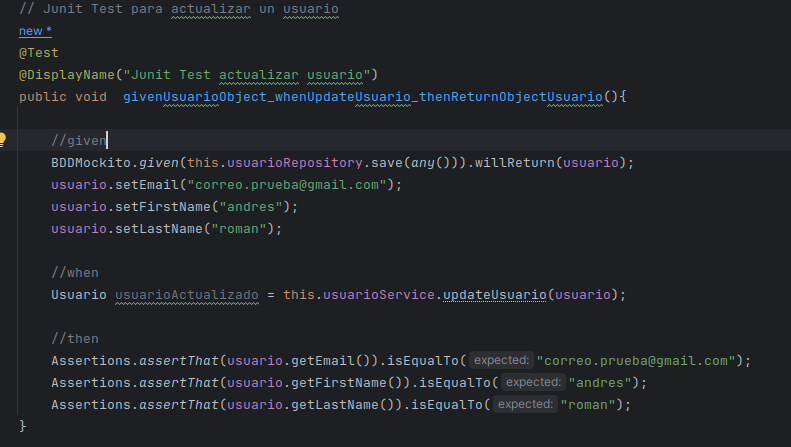 // Junit Test para actualizar un usuario
new *
@Test
@DisplayName("Junit Test actualizar usuario")
public void  givenUsuarioObject_whenUpdateUsuario_thenReturnObjectUsuario(){
//given
BDDMockito.given(this.usuarioRepository.save(any())).willReturn(usuario);
usuario.setEmail("correo.prueba@gmail.com");
usuario.setFirstName("andres");
usuario.setLastName("roman");
//when
Usuario usuarioActualizado = this.usuarioService.updateUsuario(usuario);
//then
Assertions.assertThat(usuario.getEmail()).isEqualTo( expected: "correo.prueba@gmail.com");
Assertions.assertThat(usuario.getFirstName()).isEqualTo( expected: "andres");
Assertions.assertThat(usuario.getLastName()).isEqualTo( expected: "roman");
}